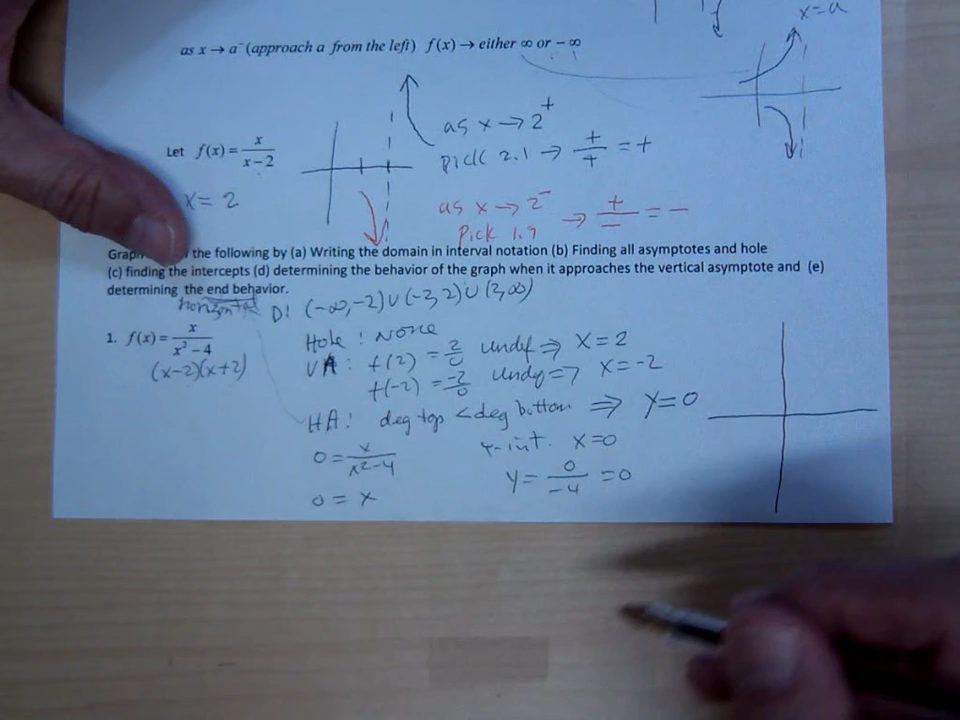 x=a
as x → a⁻ (approach a from the left) f(x) → either ∞ or − ∞
Let f(x) = x/(x−2)
x = 2
as x → 2⁺
pick 2.1 → +/+ = +
as x → 2⁻
Pick 1.9 → +/− = −
Graph the following by (a) Writing the domain in interval notation (b) Finding all asymptotes and hole
(c) finding the intercepts (d) determining the behavior of the graph when it approaches the vertical asymptote and (e)
determining the end behavior.
horizontal
D: (-∞,-2)∪(-2,2)∪(2,∞)
1. f(x) = x/(x²−4)
(x-2)(x+2)
Hole: None
VA: f(2) = 2/0 undef ⇒ x=2
f(-2) = -2/0 undef ⇒ x=-2
HA: deg top < deg bottom ⇒ y=0
0 = x/(x²-4)
0 = x
Y-int. x=0
y = 0/-4 = 0